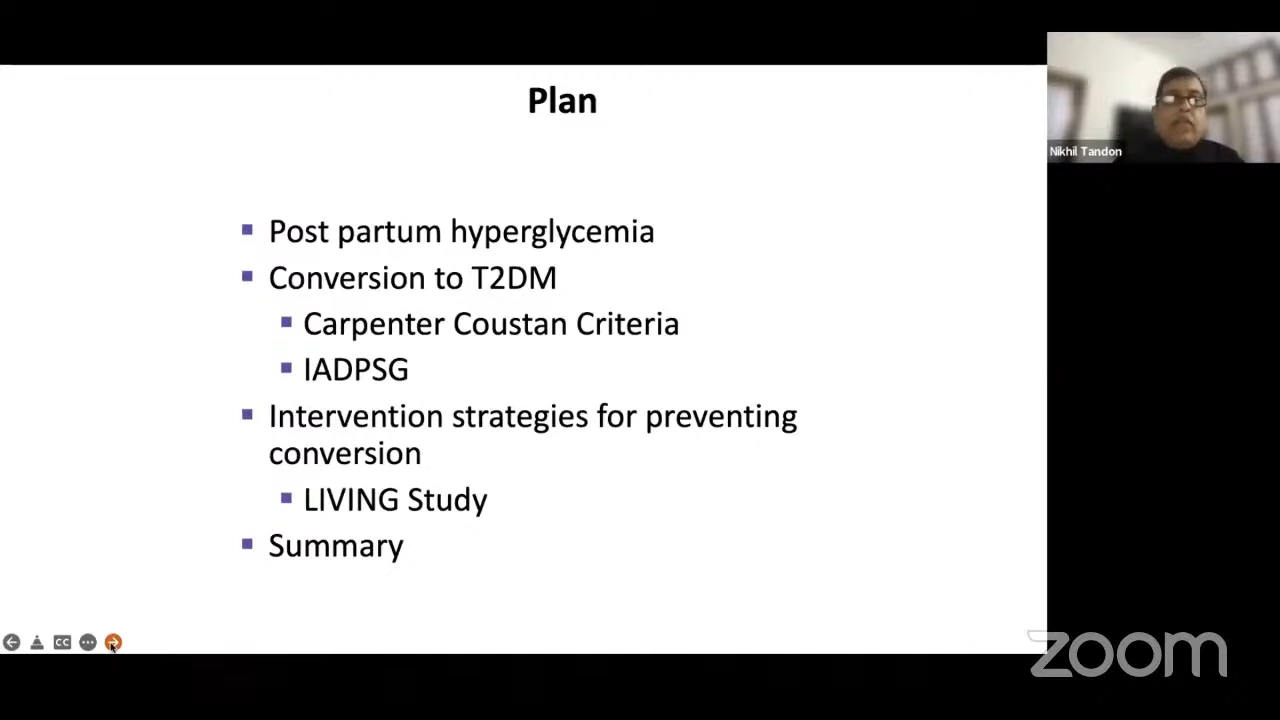 Plan
Nikhil Tandon
Post partum hyperglycemia
Conversion to T2DM
Carpenter Coustan Criteria
IADPSG
Intervention strategies for preventing
conversion
LIVING Study
Summary
CC
zoom